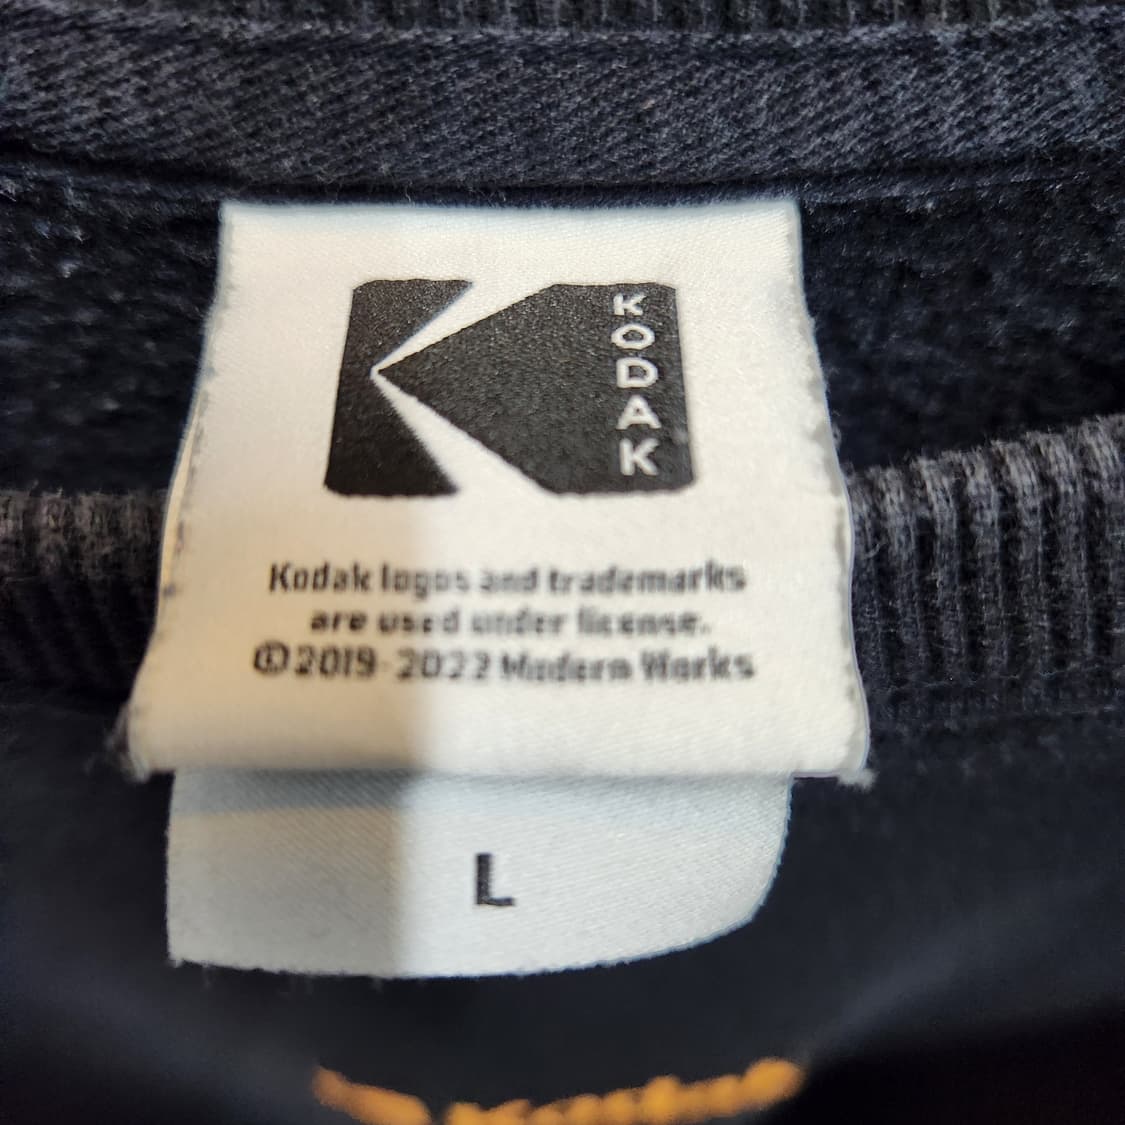 KODAK
Kodak logos and trademarks
are used under license.
©2019-2022 Modern Works
L